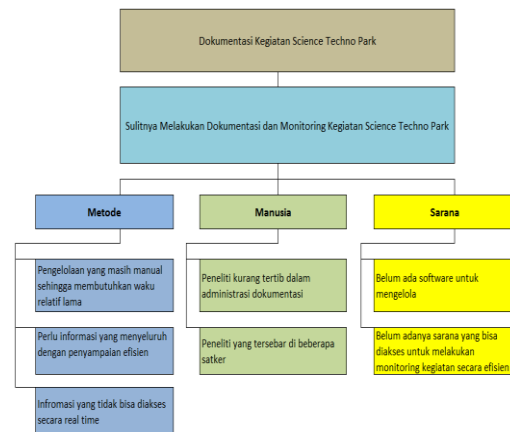 Dokumentasi Kegiatan Science Techno Park
Sulitnya Melakukan Dokumentasi dan Monitoring Kegiatan Science Techno Park
Metode
Pengelolaan yang masih manual
sehingga membutuhkan waku
relatif lama
Perlu informasi yang menyeluruh
dengan penyampaian efisien
Infromasi yang tidak bisa diakses
secara real time
Manusia
Peneliti kurang tertib dalam
administrasi dokumentasi
Peneliti yang tersebar di beberapa
satker
Sarana
Belum ada software untuk
mengelola
Belum adanya sarana yang bisa
diakses untuk melakukan
monitoring kegiatan secara efisien